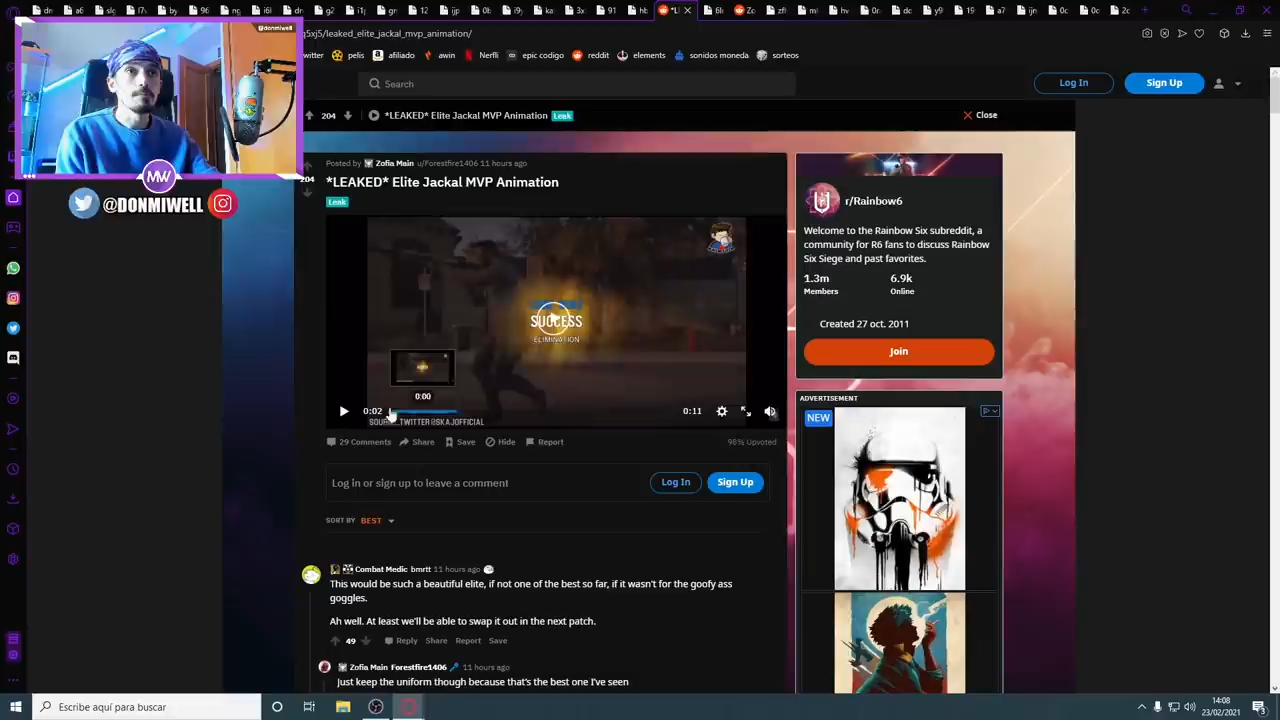 @donmiwell
MW
@DONMIWELL
g5xj5/leaked_elite_jackal_mvp_animation/
twitter
pelis
afiliado
awin
Nerfli
epic codigo
reddit
elements
sonidos moneda
sorteos
Search
Log In
Sign Up
204
*LEAKED* Elite Jackal MVP Animation
Leak
Close
204
Posted by Zofia Main u/Forestfire1406 11 hours ago
*LEAKED* Elite Jackal MVP Animation
Leak
SUCCESS
ELIMINATION
0:00
0:02
0:11
29 Comments
Share
Save
Hide
Report
98% Upvoted
Log in or sign up to leave a comment
Log In
Sign Up
SORT BY BEST
Combat Medic bmrtt 11 hours ago
This would be such a beautiful elite, if not one of the best so far, if it wasn't for the goofy ass
goggles.
Ah well. At least we'll be able to swap it out in the next patch.
49
Reply
Share
Report
Save
Zofia Main Forestfire1406
11 hours ago
Just keep the uniform though because that's the best one I've seen
r/Rainbow6
Welcome to the Rainbow Six subreddit, a
community for R6 fans to discuss Rainbow
Six Siege and past favorites.
1.3m
6.9k
Members
Online
Created 27 oct. 2011
Join
ADVERTISEMENT
NEW
Escribe aquí para buscar
14:08
23/02/2021